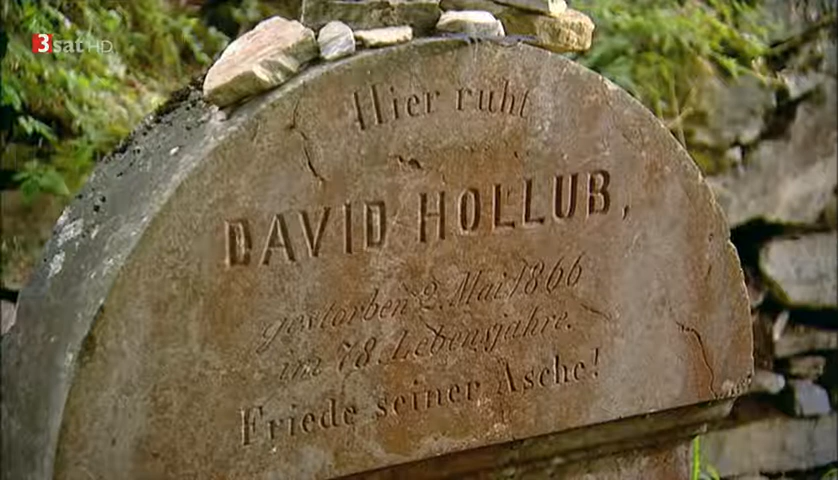 3sat HD
Hier ruht
DAVID HOLLUB,
gestorben 2. Mai 1866
im 78. Lebensjahre.
Friede seiner Asche!